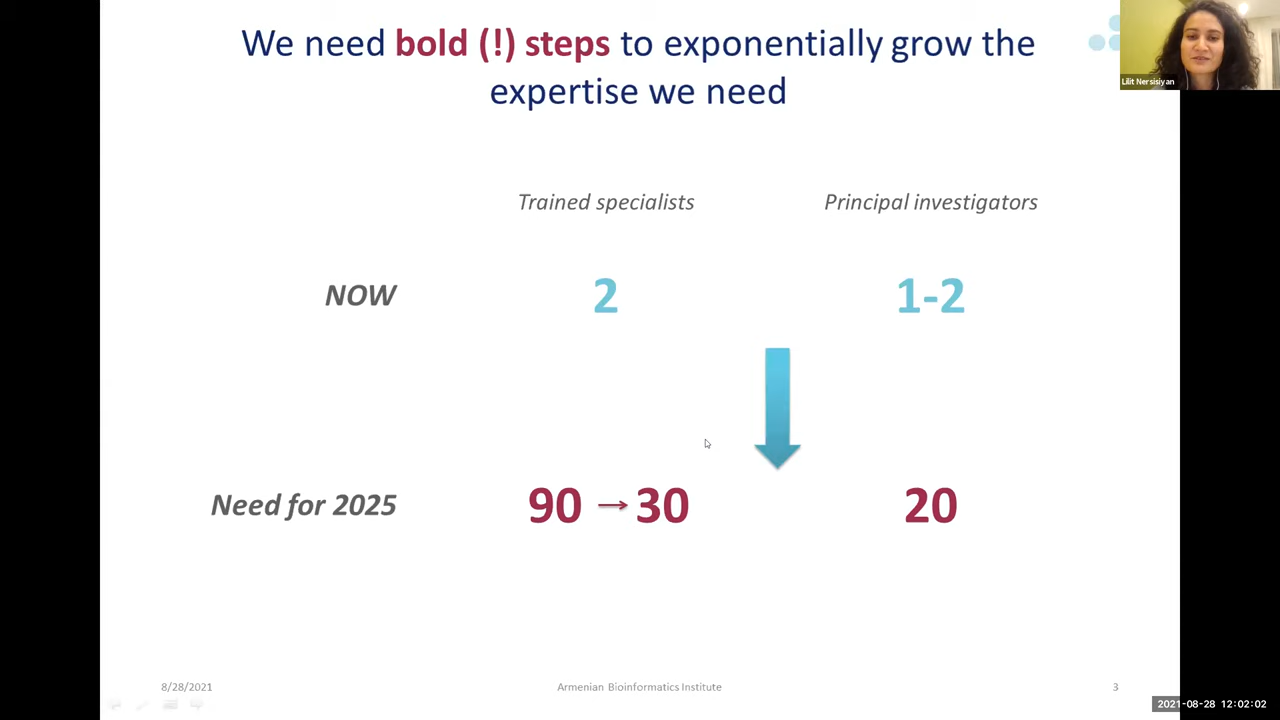 We need bold (!) steps to exponentially grow the
expertise we need
Lilit Nersisiyan
Trained specialists
Principal investigators
NOW
2
1-2
Need for 2025
90 → 30
20
8/28/2021
Armenian Bioinformatics Institute
3
2021-08-28 12:02:02